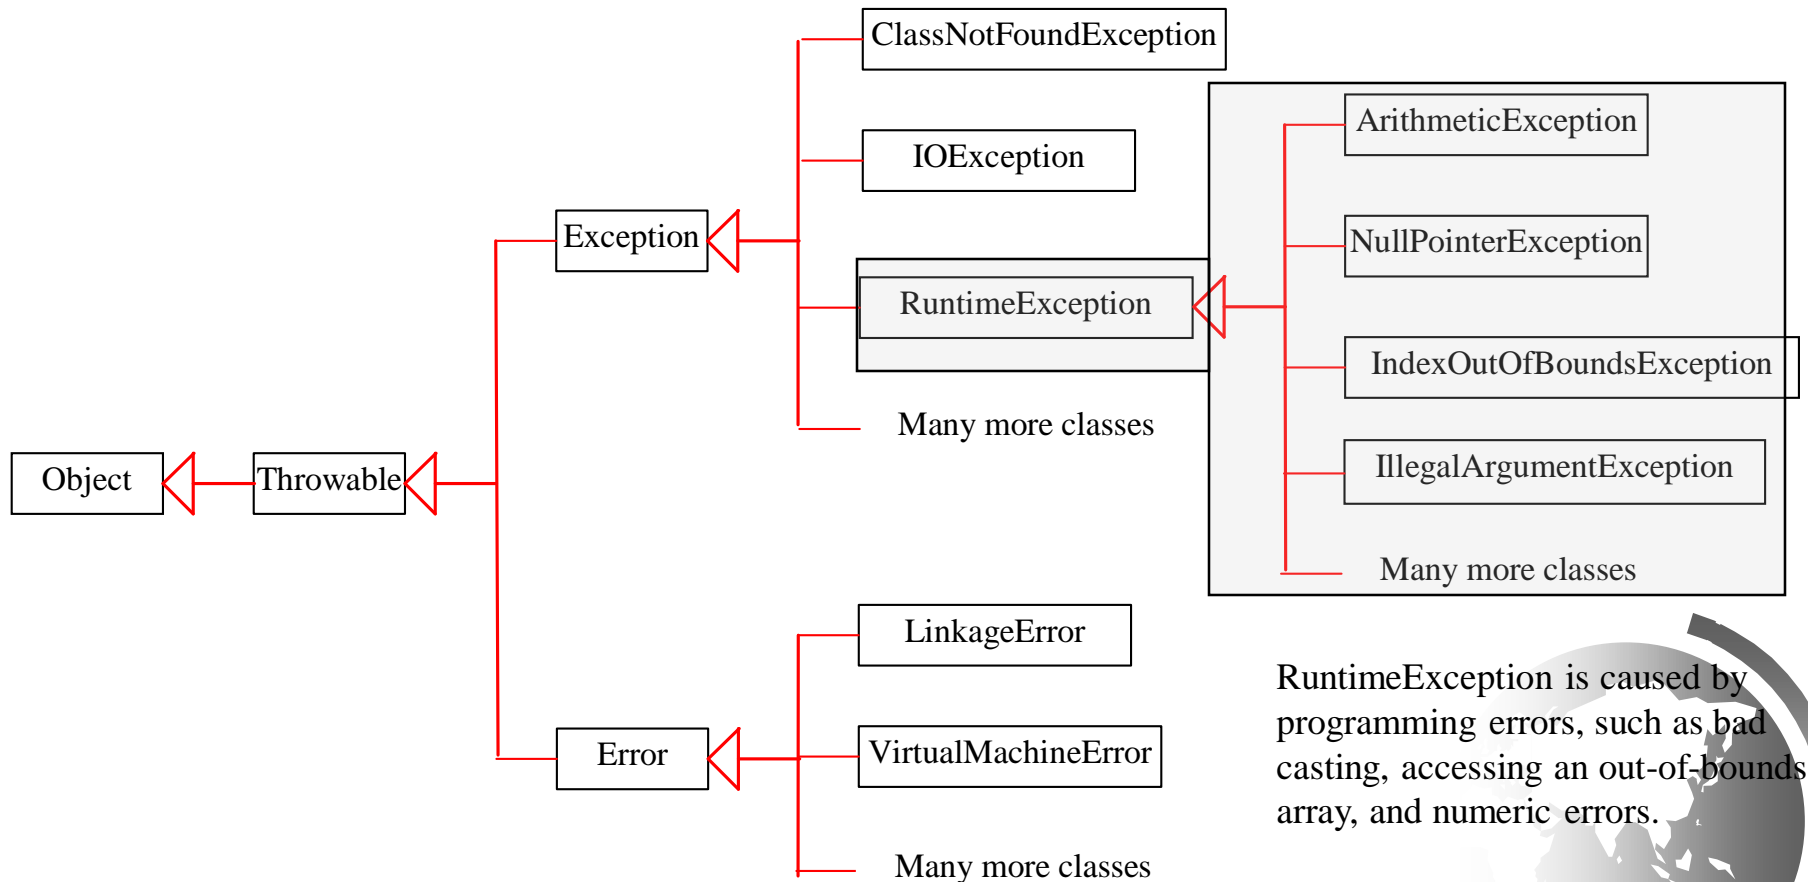 ClassNotFoundException
ArithmeticException
IOException
NullPointerException
Exception
RuntimeException
IndexOutOfBoundsException
Many more classes
IllegalArgumentException
Object
Throwable
Many more classes
LinkageError
Error
VirtualMachineError
Many more classes
RuntimeException is caused by
programming errors, such as bad
casting, accessing an out-of-bounds
array, and numeric errors.